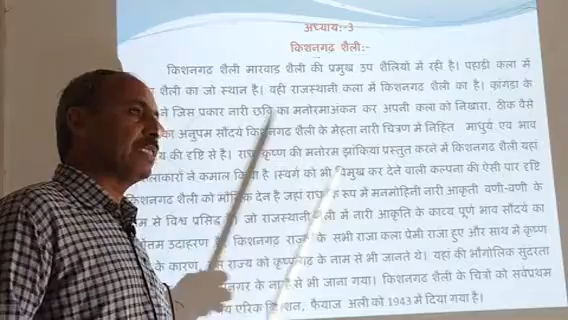 अध्याय:-3
किशनगढ शैली:-
किशनगढ शैली मारवाड शैली की प्रमुख उप शैलियों में रही है। पहाडी कला में
शैली का जो स्थान है। वही राजस्थानी कला में किशनगढ शैली का है। कांगडा के
ने जिस प्रकार नारी छवि का मनोरमाअंकन कर अपनी कला को निखारा, ठीक वैसे
का अनुपम सौंदर्य किशनगढ शैली के मेहता नारी चित्रण में निहित माधुर्य एव भाव
की दृष्टि से है। राधा कृष्ण की मनोरम झांकिया प्रस्तुत करने में किशनगढ शैली यहां
ने कमाल किया है ।स्वर्ग को भी विमुख कर देने वाली कल्पना की ऐसी पार दृष्टि
किशनगढ शैली को देन है जहां राधा के रूप में मनमोहिनी नारी आकृती वणी-वणी के
से विश्व प्रसिद्ध जो राजस्थानी शैली में नारी आकृति के काव्य पूर्ण भाव सौंदर्य का
उदाहरण है, किशनगढ राज्य के सभी राजा कला प्रेमी राजा हुए और साथ में कृष्ण
के कारण, राज्य को कृष्णगढ के नाम से भी जानते थे। यहां की भौगोलिक सुंदरता
के नाम से भी जाना गया। किशनगढ शैली के चित्रो को सर्वप्रथम
एरिक फैयाज अली को 1943 में दिया गया है।